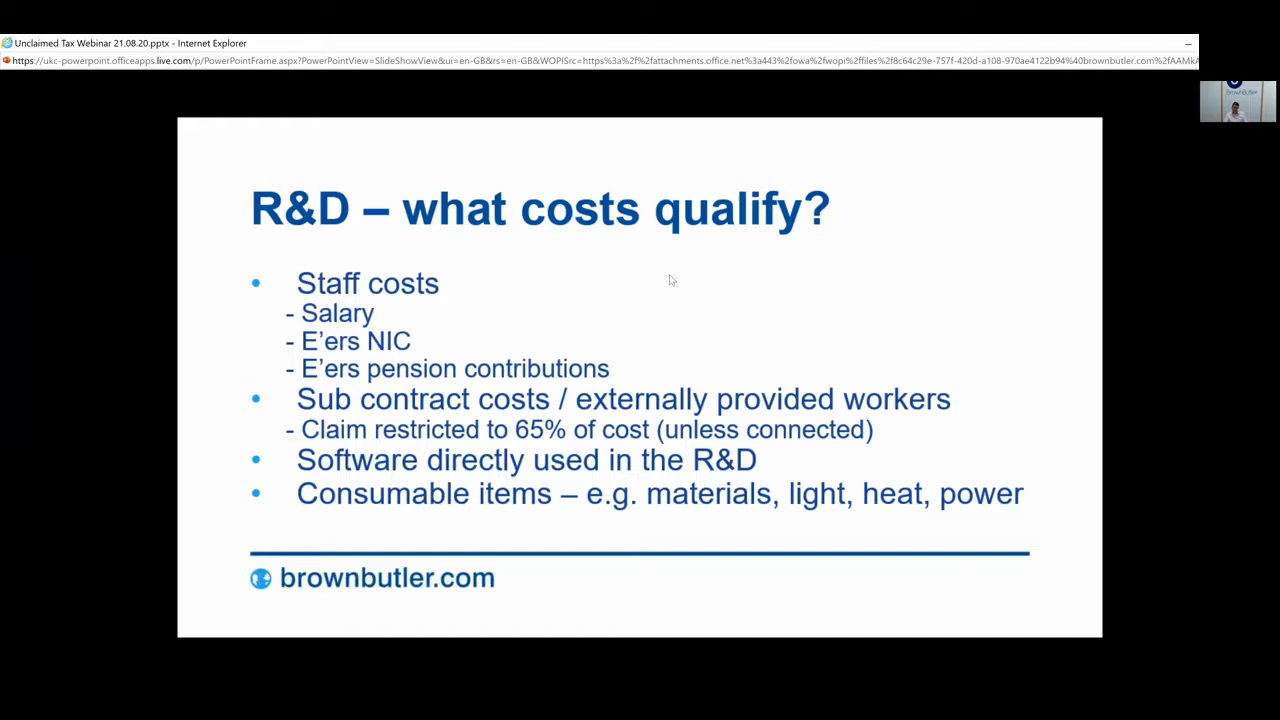 Unclaimed Tax Webinar 21.08.20.pptx - Internet Explorer
https://ukc-powerpoint.officeapps.live.com/p/PowerPointFrame.aspx?PowerPointView=SlideShowView&ui=en-GB&rs=en-GB&WOPISrc=https%3a%2f%2fattachments.office.net%3a443%2fowa%2fwopi%2ffiles%2f8c64c29e-757f-420d-a108-970ae4122b94%40brownbutler.com%2fAAMkA
BrownButler
R&D – what costs qualify?
• Staff costs
- Salary
- E'ers NIC
- E'ers pension contributions
• Sub contract costs / externally provided workers
- Claim restricted to 65% of cost (unless connected)
• Software directly used in the R&D
• Consumable items – e.g. materials, light, heat, power
brownbutler.com